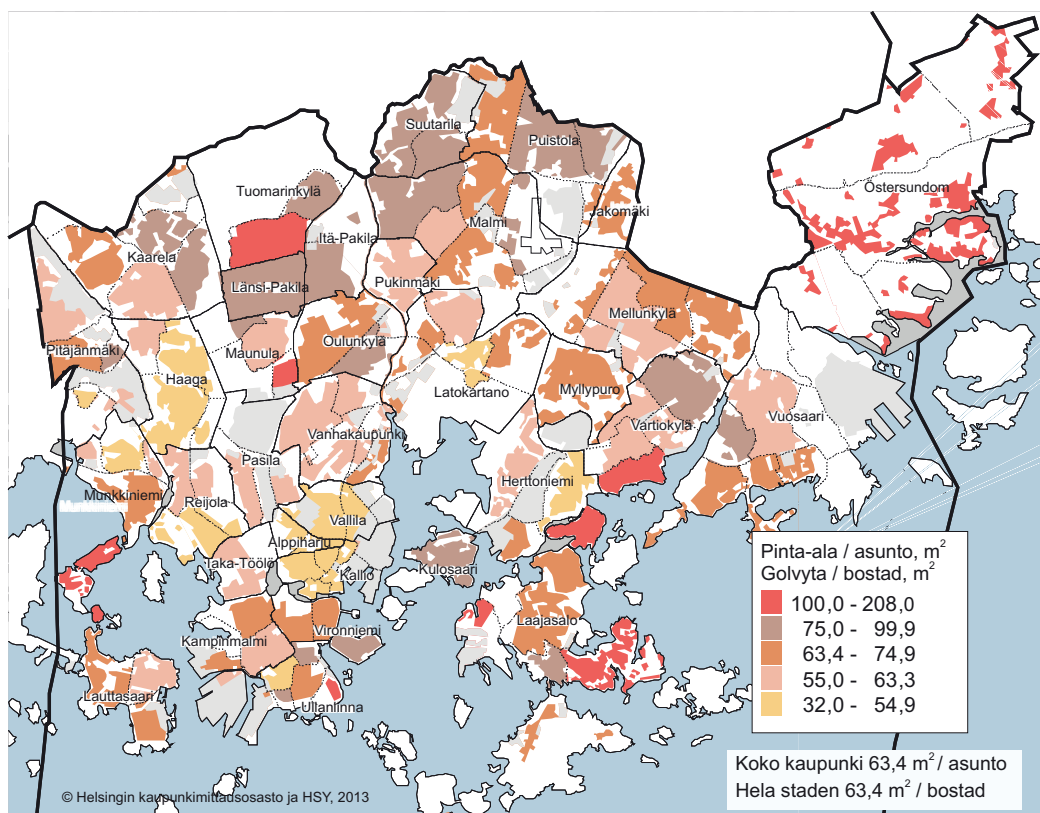 Suutarila
Puistola
Tuomarinkylä
Östersundom
Jakomäki
Malmi
Itä-Pakila
Kaarela
Länsi-Pakila
Pukinmäki
Mellunkylä
Oulunkylä
Pitäjänmäki
Maunula
Haaga
Latokartano
Myllypuro
Vuosaari
Vartiokylä
Vanhakaupunki
Pasila
Herttoniemi
Munkkiniemi
Reijola
Vallila
Alppiharju
Taka-Töölö
Kallio
Kulosaari
Laajasalo
Vironniemi
Kampinmalmi
Lauttasaari
Ullanlinna
Pinta-ala / asunto, m²
Golvyta / bostad, m²
100,0 - 208,0
75,0 - 99,9
63,4 - 74,9
55,0 - 63,3
32,0 - 54,9
Koko kaupunki 63,4 m² / asunto
Hela staden 63,4 m² / bostad
© Helsingin kaupunkimittausosasto ja HSY, 2013